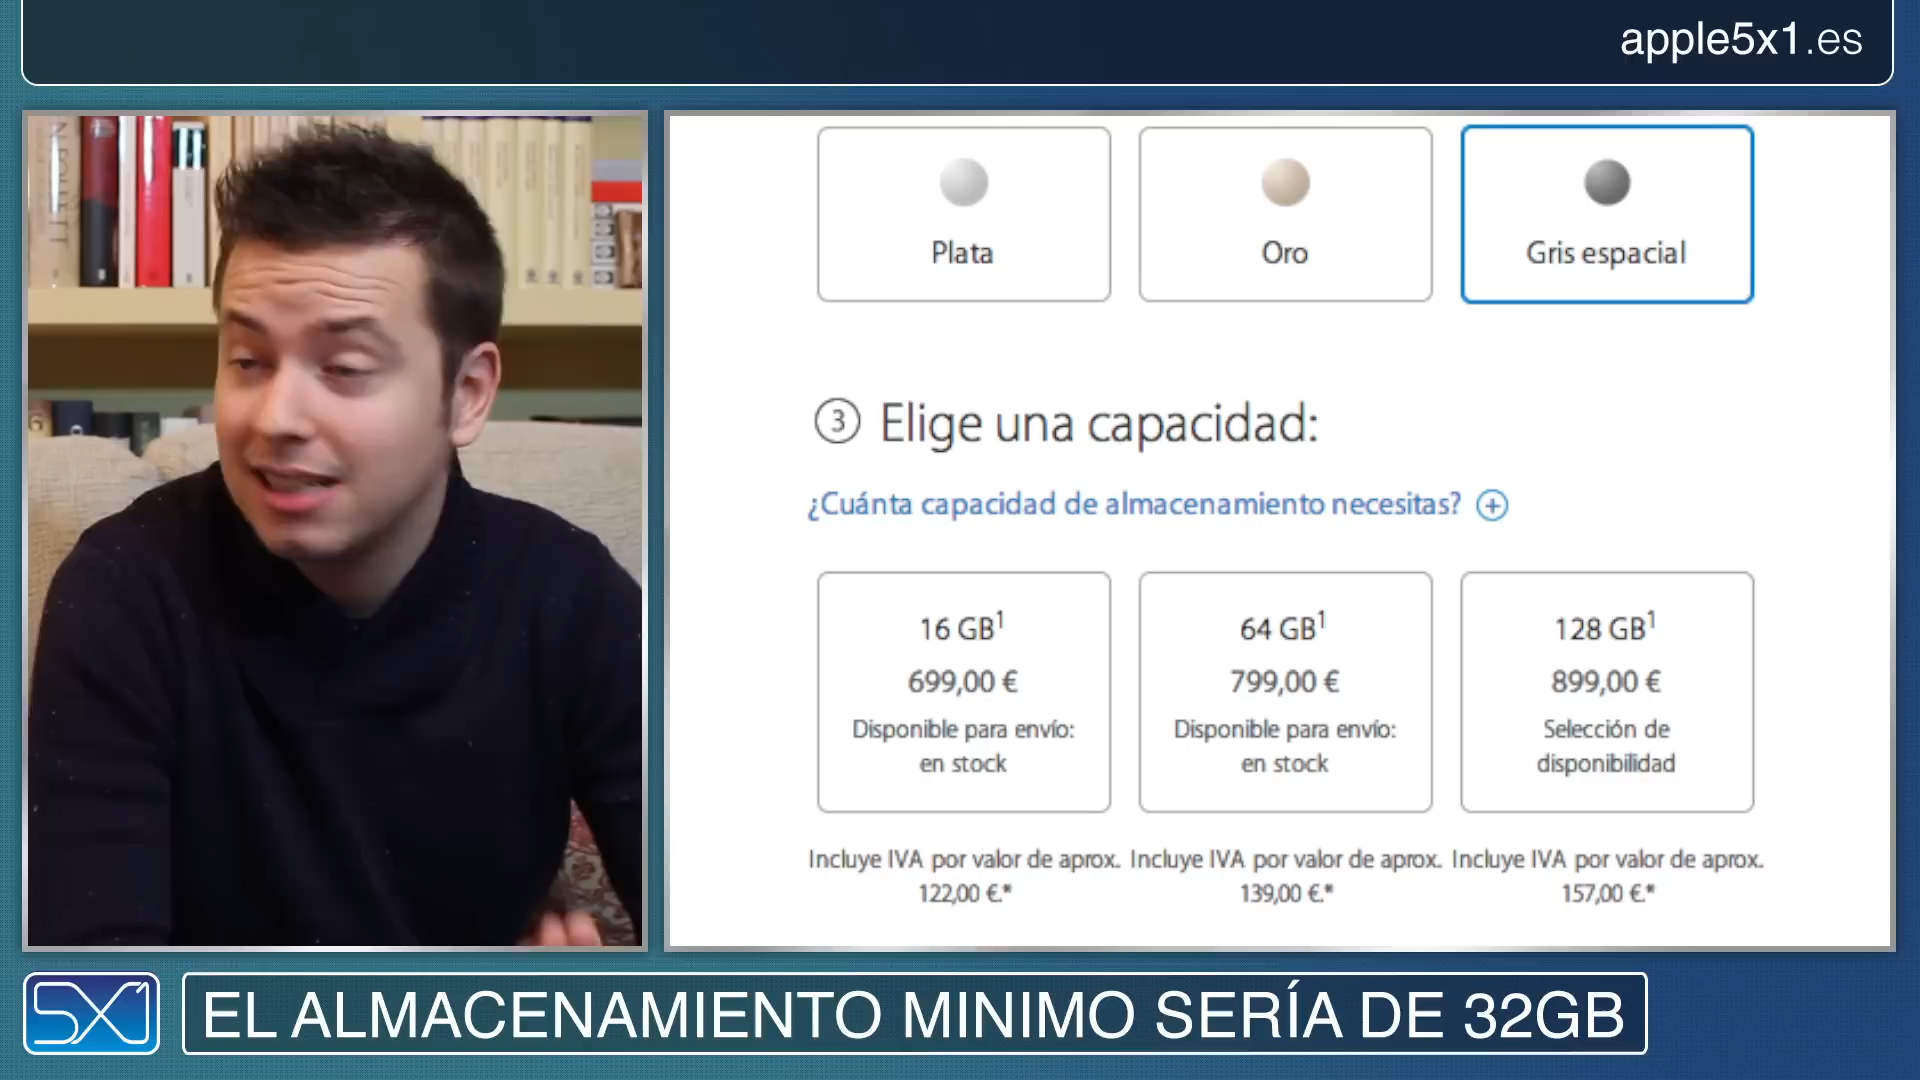 apple5x1.es
Plata
Oro
Gris espacial
3 Elige una capacidad:
¿Cuánta capacidad de almacenamiento necesitas?
16 GB1
699,00 €
Disponible para envío:
en stock
64 GB1
799,00 €
Disponible para envío:
en stock
128 GB1
899,00 €
Selección de
disponibilidad
Incluye IVA por valor de aprox.
122,00 €.*
Incluye IVA por valor de aprox.
139,00 €.*
Incluye IVA por valor de aprox.
157,00 €.*
5X1
EL ALMACENAMIENTO MINIMO SERÍA DE 32GB